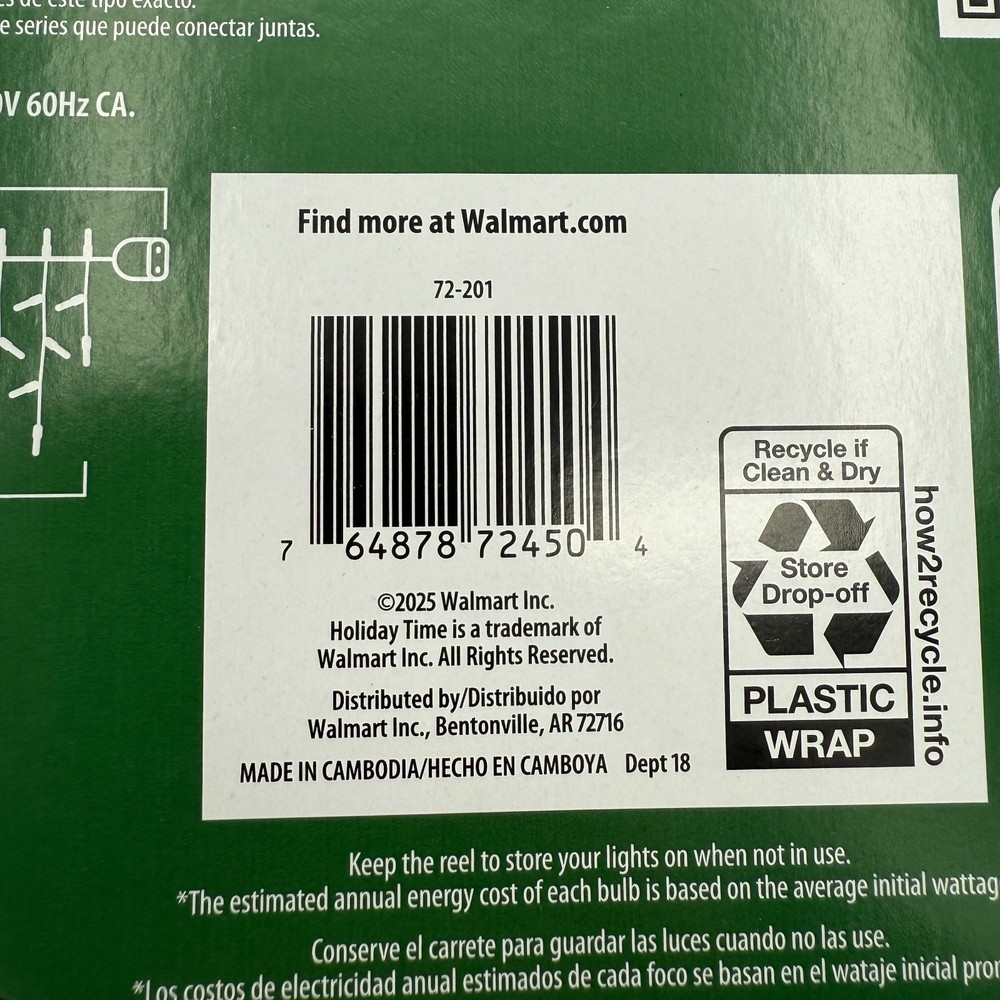 de este tipo exacto.
e series que puede conectar juntas.
0V 60Hz CA.
Find more at Walmart.com
72-201
7 64878 72450 4
©2025 Walmart Inc.
Holiday Time is a trademark of
Walmart Inc. All Rights Reserved.
Distributed by/Distribuido por
Walmart Inc., Bentonville, AR 72716
MADE IN CAMBODIA/HECHO EN CAMBOYA Dept 18
Recycle if
Clean & Dry
Store
Drop-off
PLASTIC
WRAP
how2recycle.info
Keep the reel to store your lights on when not in use.
*The estimated annual energy cost of each bulb is based on the average initial wattag
Conserve el carrete para guardar las luces cuando no las use.
*Los costos de electricidad anual estimados de cada foco se basan en el wataje inicial pro